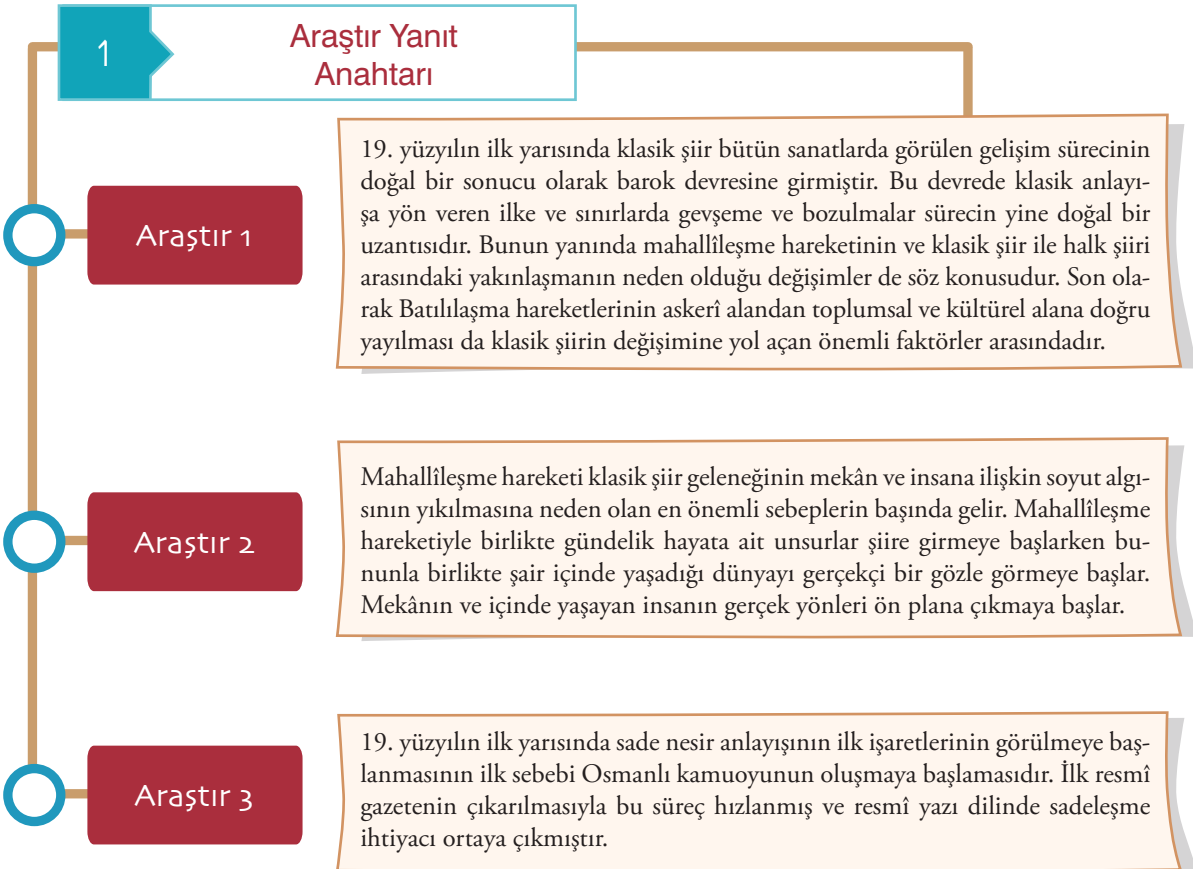 1
Araştır Yanıt
Anahtarı
Araştır 1
19. yüzyılın ilk yarısında klasik şiir bütün sanatlarda görülen gelişim sürecinin
doğal bir sonucu olarak barok devresine girmiştir. Bu devrede klasik anlayı-
şa yön veren ilke ve sınırlarda gevşeme ve bozulmalar sürecin yine doğal bir
uzantısıdır. Bunun yanında mahallîleşme hareketinin ve klasik şiir ile halk şiiri
arasındaki yakınlaşmanın neden olduğu değişimler de söz konusudur. Son ola-
rak Batılılaşma hareketlerinin askerî alandan toplumsal ve kültürel alana doğru
yayılması da klasik şiirin değişimine yol açan önemli faktörler arasındadır.
Araştır 2
Mahallîleşme hareketi klasik şiir geleneğinin mekân ve insana ilişkin soyut algı-
sının yıkılmasına neden olan en önemli sebeplerin başında gelir. Mahallîleşme
hareketiyle birlikte gündelik hayata ait unsurlar şiire girmeye başlarken bu-
nunla birlikte şair içinde yaşadığı dünyayı gerçekçi bir gözle görmeye başlar.
Mekânın ve içinde yaşayan insanın gerçek yönleri ön plana çıkmaya başlar.
Araştır 3
19. yüzyılın ilk yarısında sade nesir anlayışının ilk işaretlerinin görülmeye baş-
lanmasının ilk sebebi Osmanlı kamuoyunun oluşmaya başlamasıdır. İlk resmî
gazetenin çıkarılmasıyla bu süreç hızlanmış ve resmî yazı dilinde sadeleşme
ihtiyacı ortaya çıkmıştır.